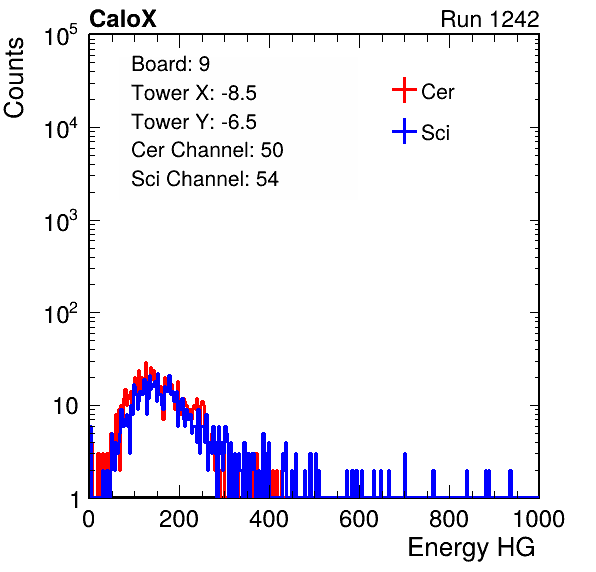 CaloX Run 1242
Counts
10^5
10^4
10^3
10^2
10
1
Board: 9
Tower X: -8.5
Tower Y: -6.5
Cer Channel: 50
Sci Channel: 54
Cer
Sci
0 200 400 600 800 1000
Energy HG